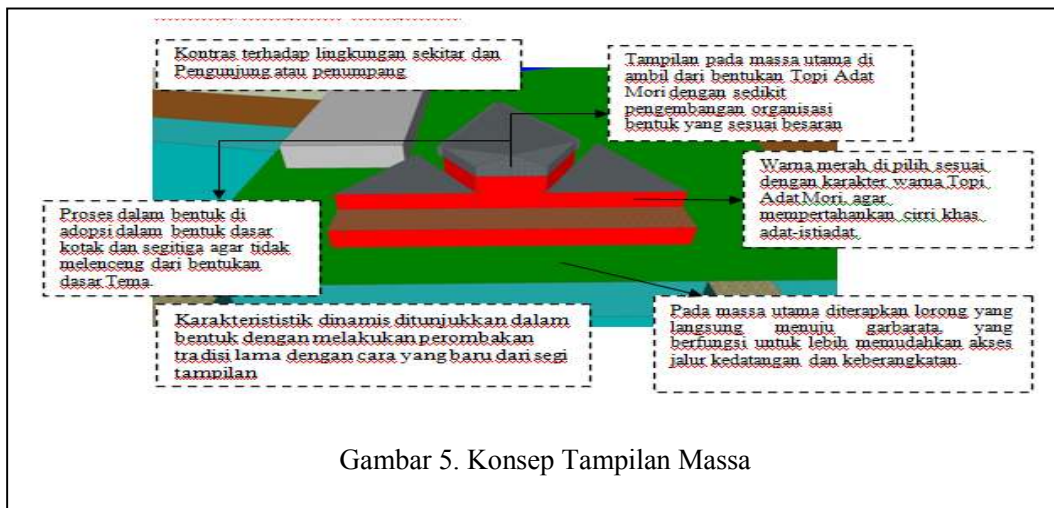 Kontras terhadap lingkungan sekitar dan
Pengunjung atau penumpang
Tampilan pada massa utama di
ambil dari bentukan Topi Adat
Mori dengan sedikit
pengembangan organisasi
bentuk yang sesuai besaran
Warna merah di pilih sesuai
dengan karakter warna Topi
Adat Mori, agar
mempertahankan cirri khas
adat-istiadat.
Proses dalam bentuk di
adopsi dalam bentuk dasar
kotak dan segitiga agar tidak
melenceng dari bentukan
dasar Tema.
Karakterististik dinamis ditunjukkan dalam
bentuk dengan melakukan perombakan
tradisi lama dengan cara yang baru dari segi
tampilan
Pada massa utama diterapkan lorong yang
langsung menuju garbarata, yang
berfungsi untuk lebih memudahkan akses
jalur kedatangan dan keberangkatan.
Gambar 5. Konsep Tampilan Massa